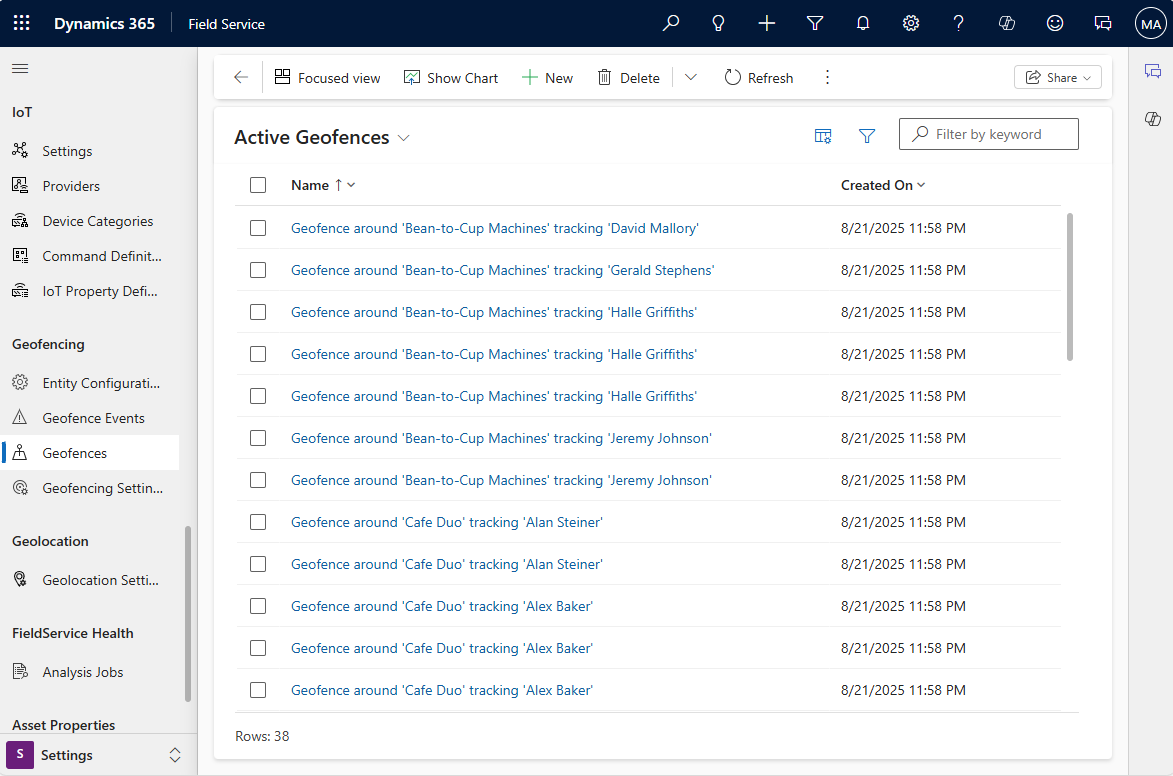 Dynamics 365 Field Service MA
Focused view Show Chart New Delete Refresh Share
IoT
Settings
Providers
Device Categories
Command Definit...
IoT Property Defi...
Geofencing
Entity Configurati...
Geofence Events
Geofences
Geofencing Settin...
Geolocation
Geolocation Setti...
FieldService Health
Analysis Jobs
Asset Properties
S Settings
Active Geofences Filter by keyword
Name ↑ Created On
Geofence around 'Bean-to-Cup Machines' tracking 'David Mallory' 8/21/2025 11:58 PM
Geofence around 'Bean-to-Cup Machines' tracking 'Gerald Stephens' 8/21/2025 11:58 PM
Geofence around 'Bean-to-Cup Machines' tracking 'Halle Griffiths' 8/21/2025 11:58 PM
Geofence around 'Bean-to-Cup Machines' tracking 'Halle Griffiths' 8/21/2025 11:58 PM
Geofence around 'Bean-to-Cup Machines' tracking 'Halle Griffiths' 8/21/2025 11:58 PM
Geofence around 'Bean-to-Cup Machines' tracking 'Jeremy Johnson' 8/21/2025 11:58 PM
Geofence around 'Bean-to-Cup Machines' tracking 'Jeremy Johnson' 8/21/2025 11:58 PM
Geofence around 'Cafe Duo' tracking 'Alan Steiner' 8/21/2025 11:58 PM
Geofence around 'Cafe Duo' tracking 'Alan Steiner' 8/21/2025 11:58 PM
Geofence around 'Cafe Duo' tracking 'Alex Baker' 8/21/2025 11:58 PM
Geofence around 'Cafe Duo' tracking 'Alex Baker' 8/21/2025 11:58 PM
Geofence around 'Cafe Duo' tracking 'Alex Baker' 8/21/2025 11:58 PM
Rows: 38